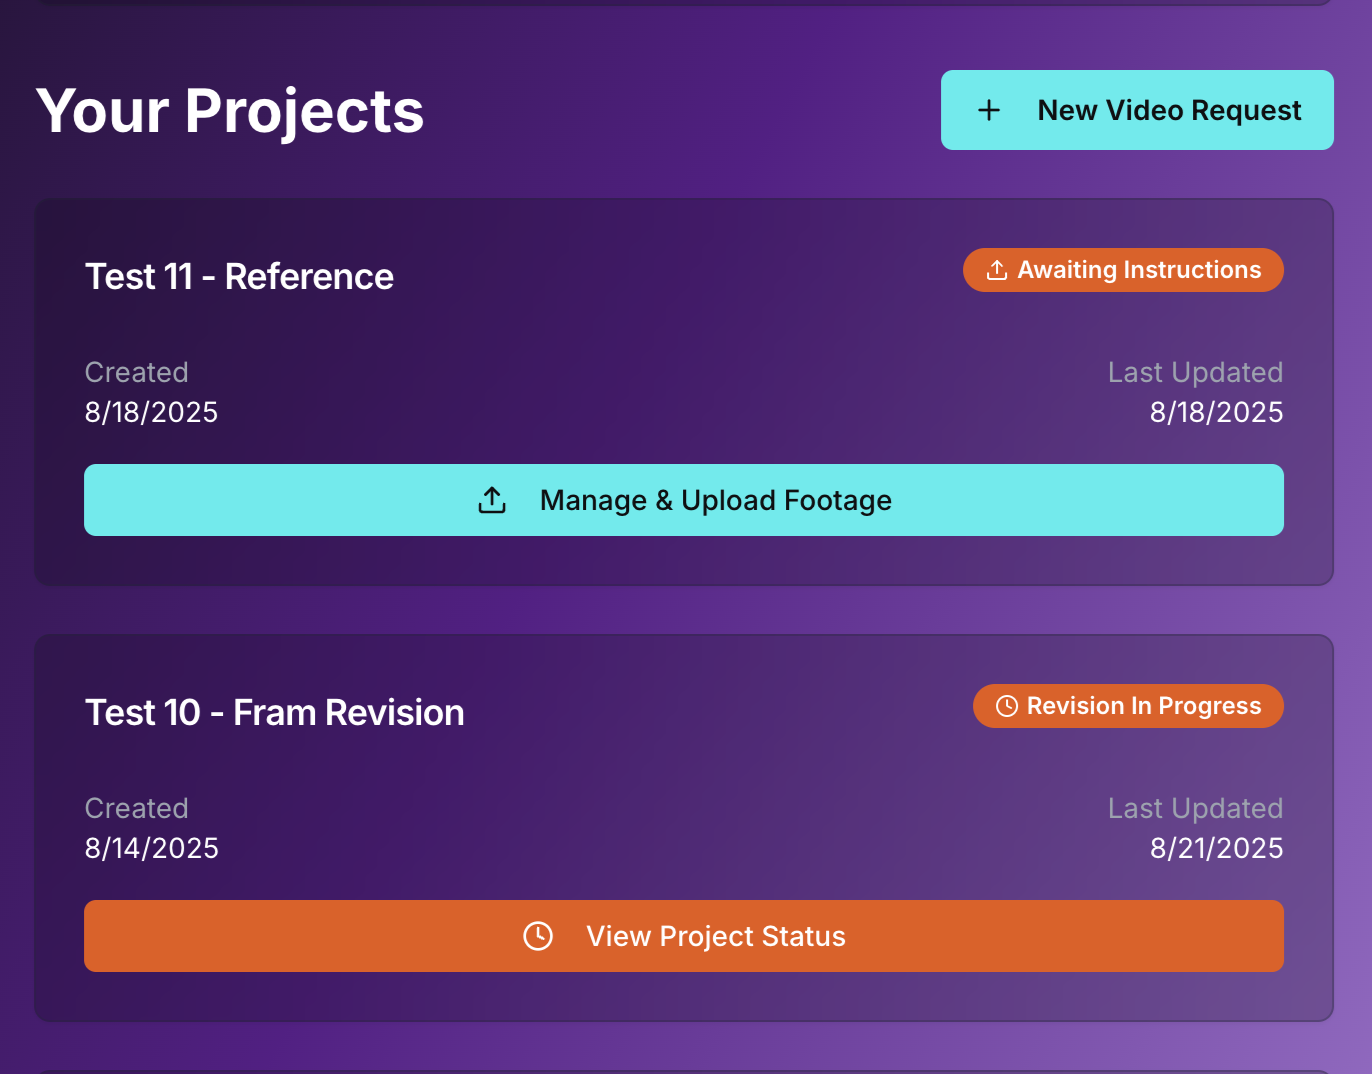 Your Projects
New Video Request
Test 11 - Reference
Awaiting Instructions
Created
Last Updated
8/18/2025
8/18/2025
Manage & Upload Footage
Test 10 - Fram Revision
Revision In Progress
Created
Last Updated
8/14/2025
8/21/2025
View Project Status